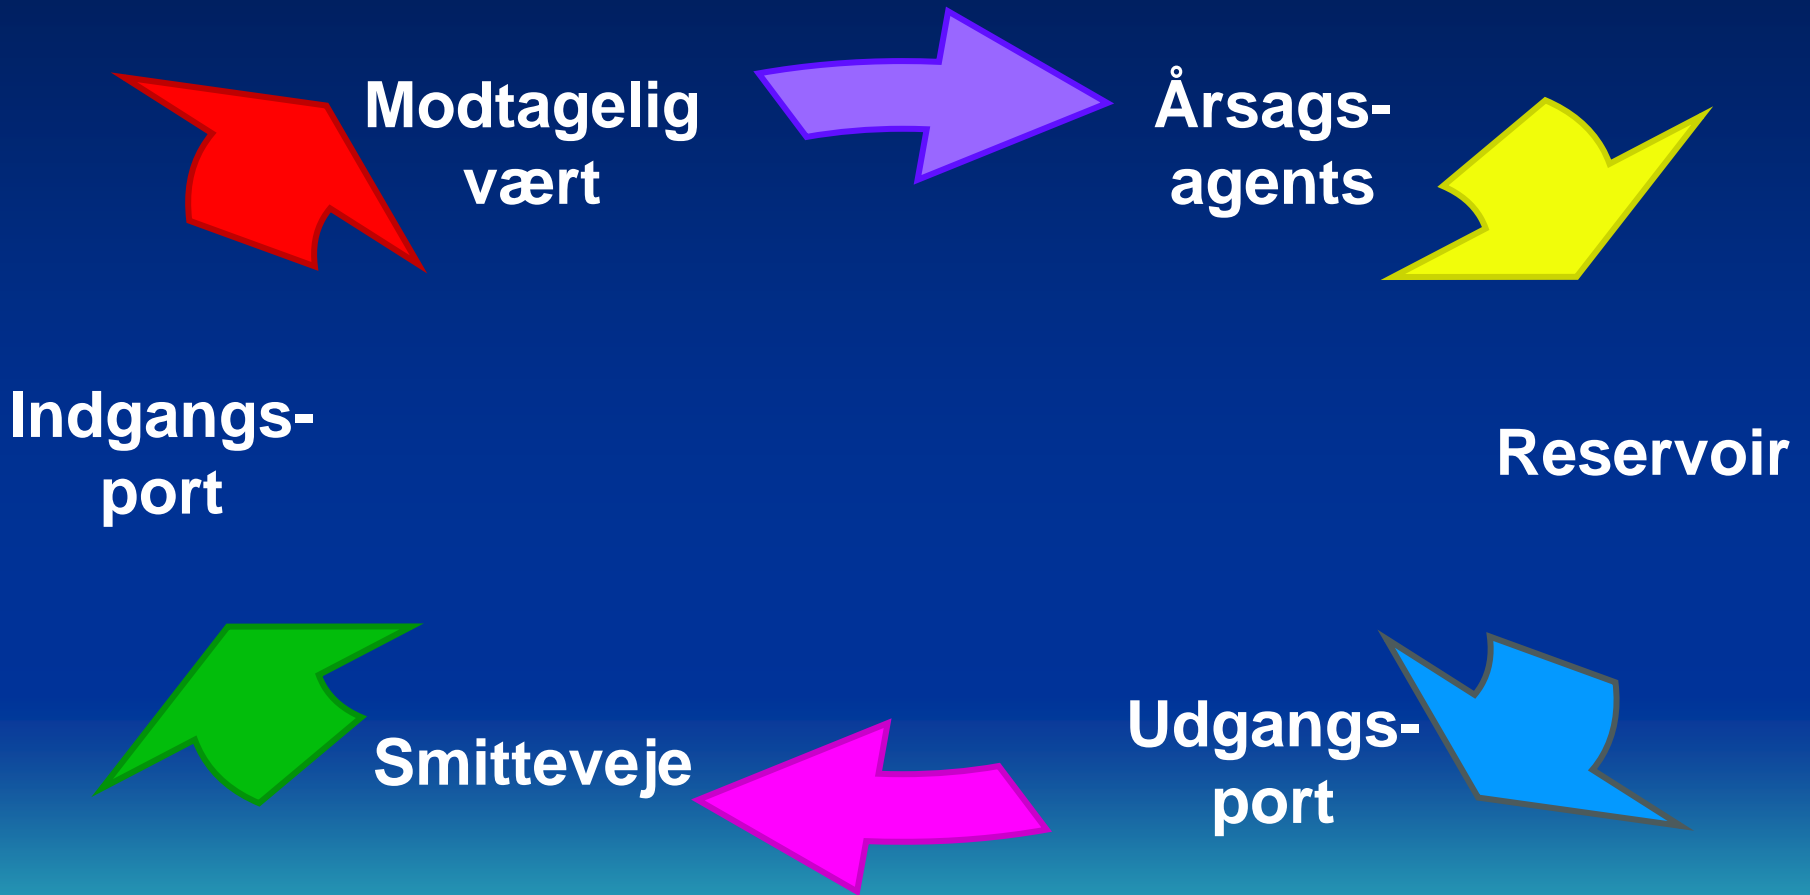 Modtagelig
vært
Årsags-
agents
Reservoir
Udgangs-
port
Smitteveje
Indgangs-
port